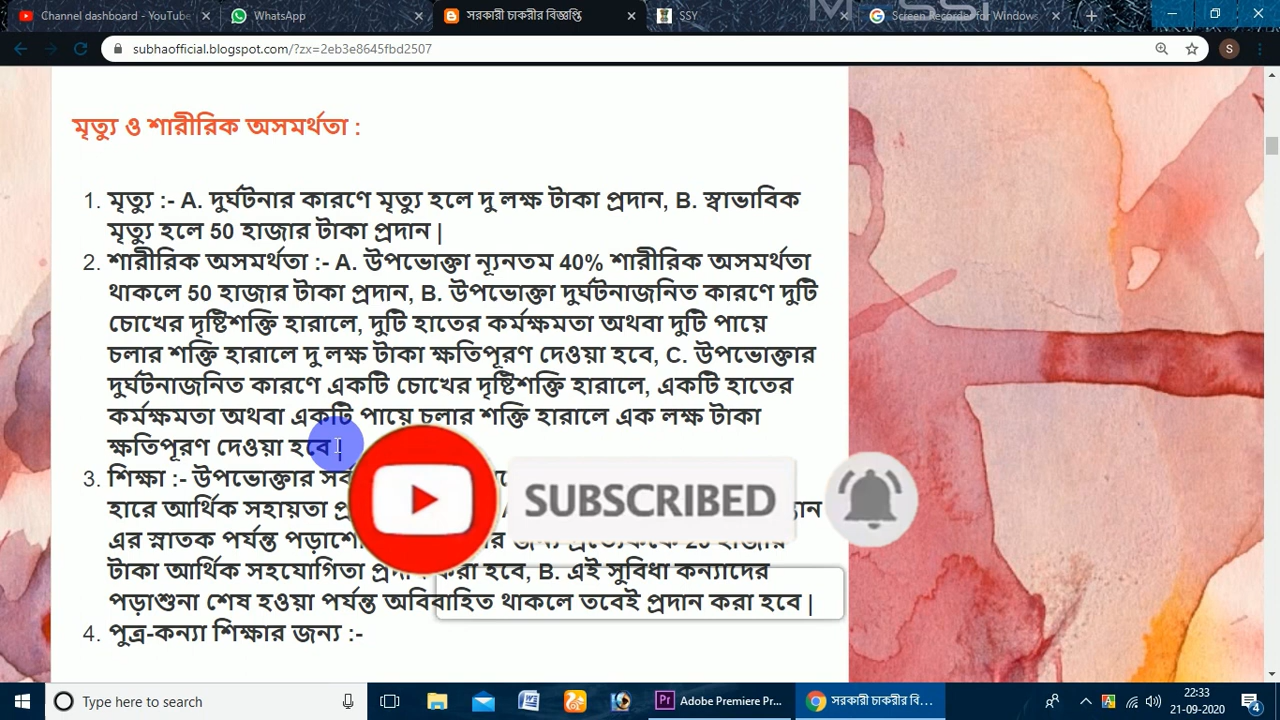 Channel dashboard - YouTube
WhatsApp
সরকারী চাকরীর বিজ্ঞপ্তি
SSY
Screen Recorder for Windows
subhaofficial.blogspot.com/?zx=2eb3e8645fbd2507
S
মৃত্যু ও শারীরিক অসমর্থতা :
1. মৃত্যু :- A. দুর্ঘটনার কারণে মৃত্যু হলে দু লক্ষ টাকা প্রদান, B. স্বাভাবিক
মৃত্যু হলে 50 হাজার টাকা প্রদান |
2. শারীরিক অসমর্থতা :- A. উপভোক্তা ন্যূনতম 40% শারীরিক অসমর্থতা
থাকলে 50 হাজার টাকা প্রদান, B. উপভোক্তা দুর্ঘটনাজনিত কারণে দুটি
চোখের দৃষ্টিশক্তি হারালে, দুটি হাতের কর্মক্ষমতা অথবা দুটি পায়ে
চলার শক্তি হারালে দু লক্ষ টাকা ক্ষতিপূরণ দেওয়া হবে, C. উপভোক্তার
দুর্ঘটনাজনিত কারণে একটি চোখের দৃষ্টিশক্তি হারালে, একটি হাতের
কর্মক্ষমতা অথবা একটি পায়ে চলার শক্তি হারালে এক লক্ষ টাকা
ক্ষতিপূরণ দেওয়া হবে |
3. শিক্ষা :- উপভোক্তার
হারে আর্থিক সহায়তা
SUBSCRIBED
এর স্নাতক পর্যন্ত জন্য প্রত্যেককে 25 হাজার
টাকা আর্থিক সহযোগিতা করা হবে, B. এই সুবিধা কন্যাদের
পড়াশুনা শেষ হওয়া পর্যন্ত অবিবাহিত থাকলে তবেই প্রদান করা হবে |
4. পুত্র-কন্যা শিক্ষার জন্য :-
Type here to search
Adobe Premiere Pr...
সরকারী চাকরীর বি...
22:33
21-09-2020
4